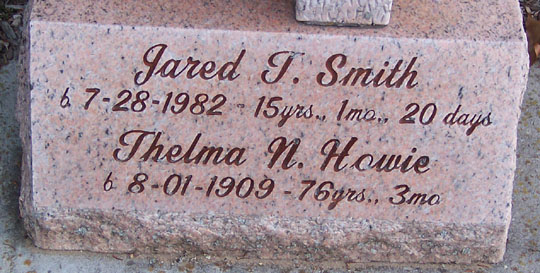 Jared T. Smith
b 7-28-1982 - 15yrs., 1mo., 20 days
Thelma N. Howie
b 8-01-1909 - 76yrs., 3mo